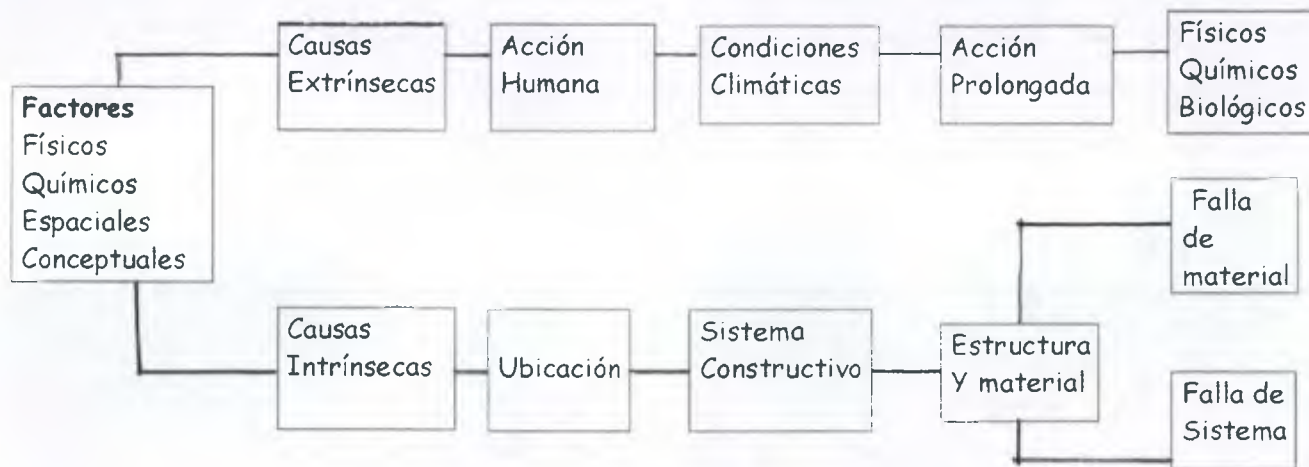 Factores
Físicos
Químicos
Espaciales
Conceptuales
Causas
Extrínsecas
Acción
Humana
Condiciones
Climáticas
Acción
Prolongada
Físicos
Químicos
Biológicos
Causas
Intrínsecas
Ubicación
Sistema
Constructivo
Estructura
Y material
Falla
de
material
Falla de
Sistema